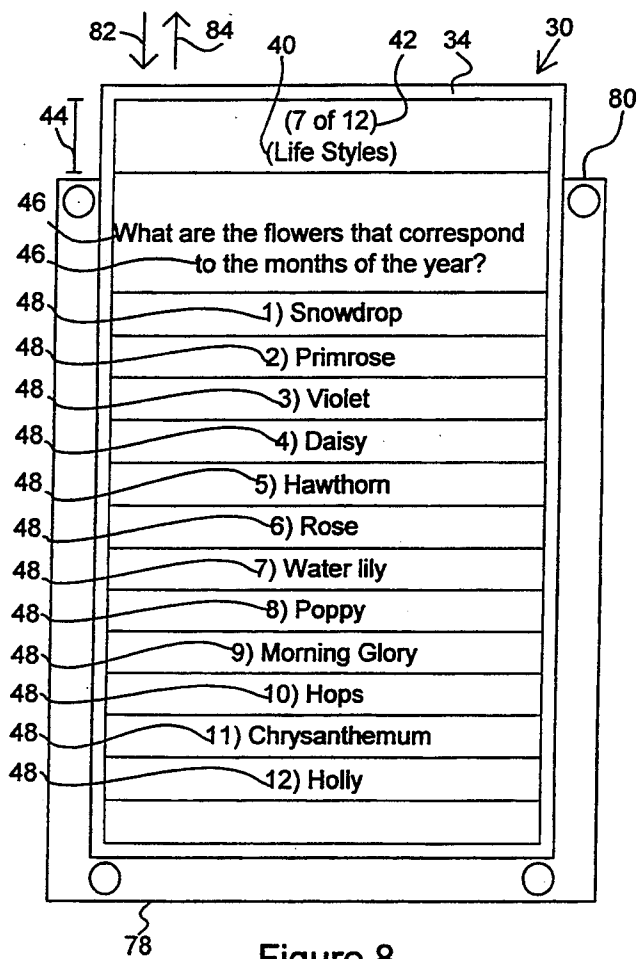 82 84 40 42 34 30
(7 of 12)
44 (Life Styles) 80
46 What are the flowers that correspond
46 to the months of the year?
48 1) Snowdrop
48 2) Primrose
48 3) Violet
48 4) Daisy
48 5) Hawthorn
48 6) Rose
48 7) Water lily
48 8) Poppy
48 9) Morning Glory
48 10) Hops
48 11) Chrysanthemum
48 12) Holly
78
Figure 8